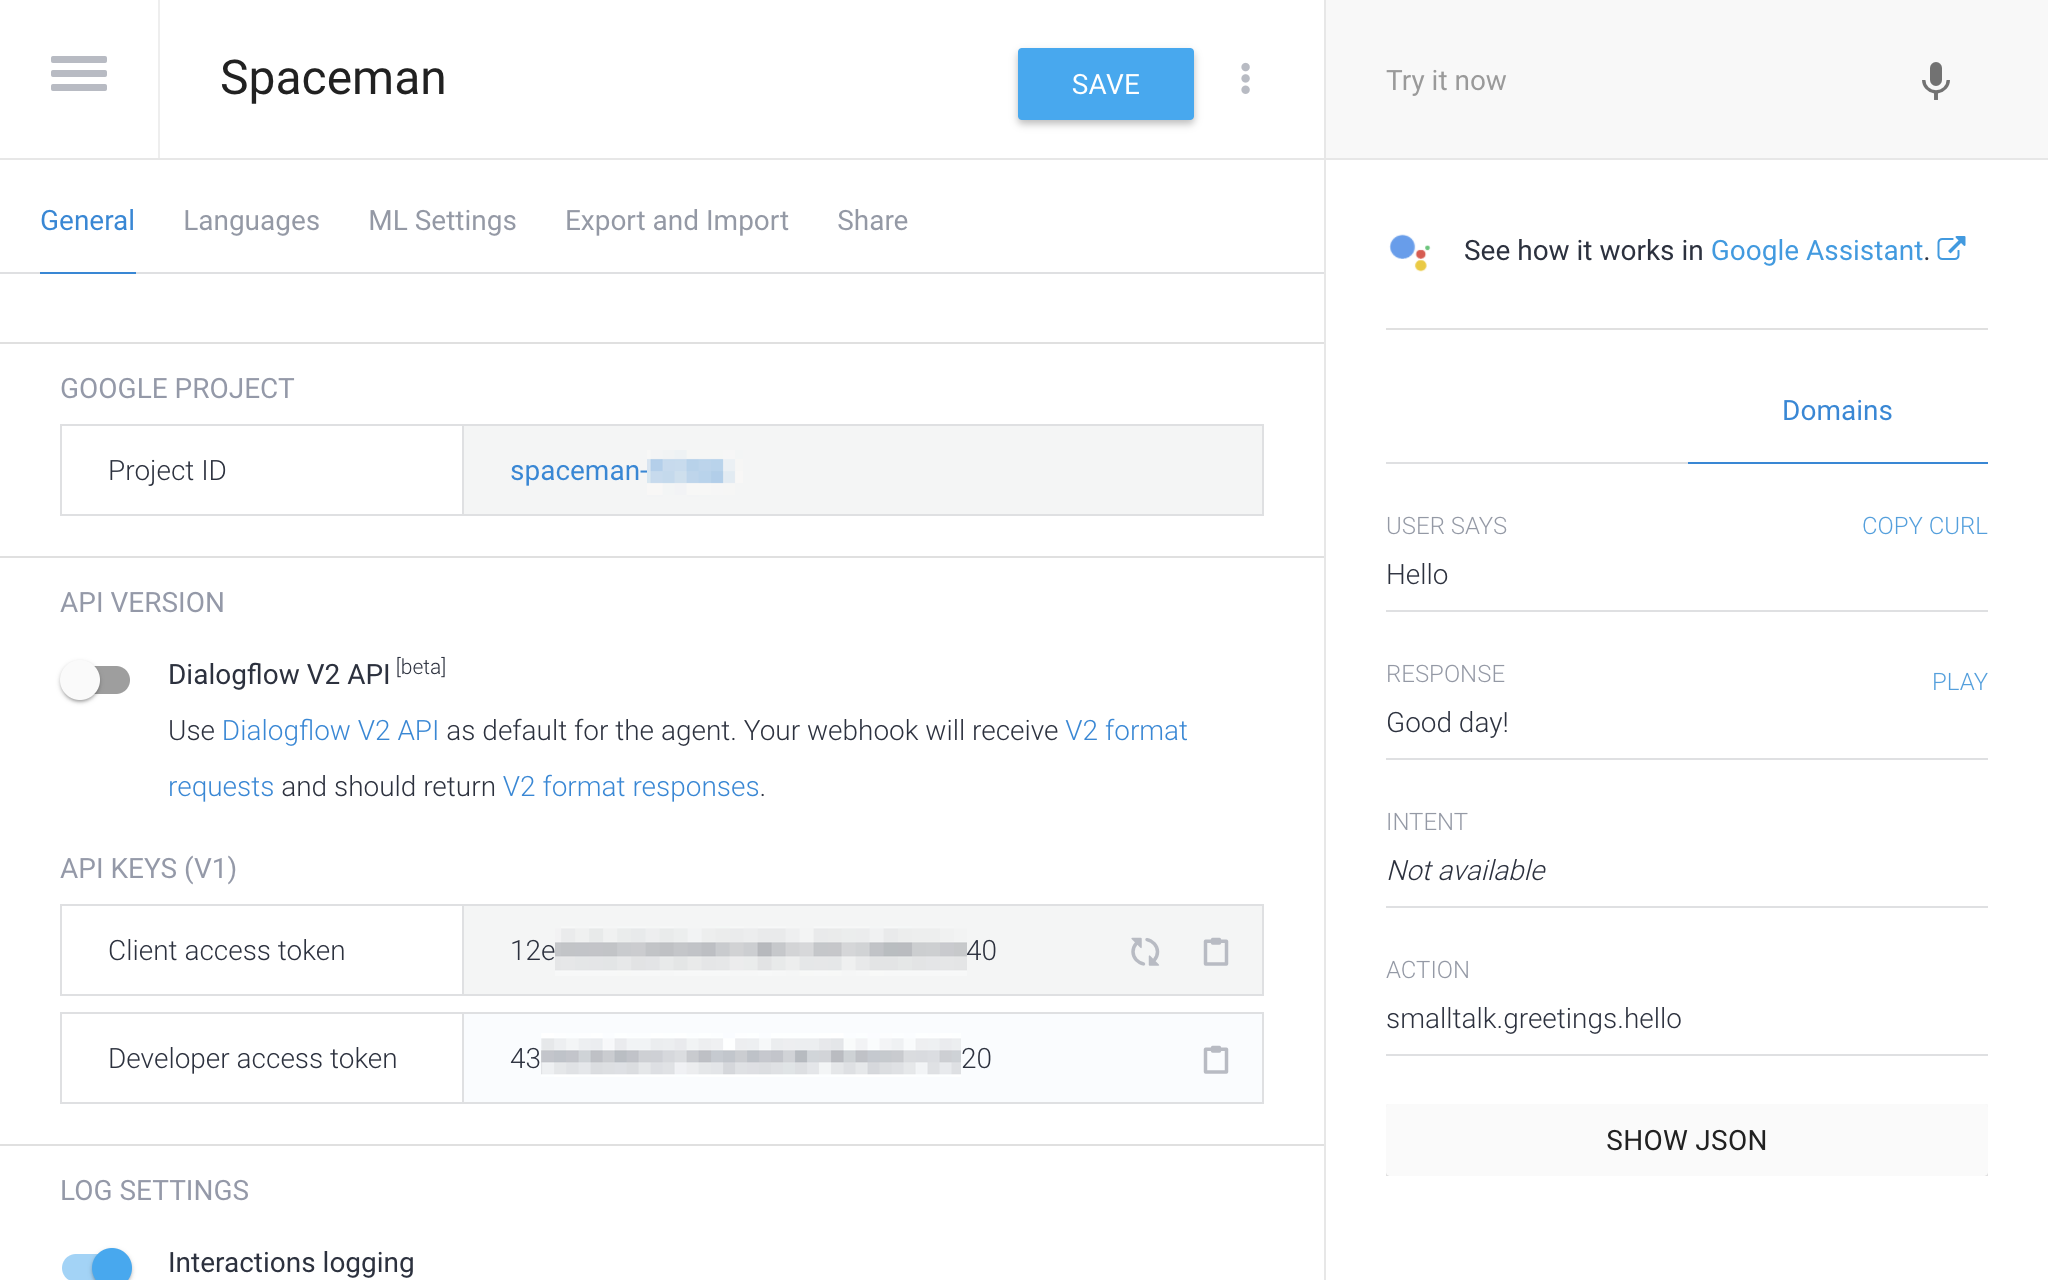 Spaceman
SAVE
General Languages ML Settings Export and Import Share
GOOGLE PROJECT
Project ID
spaceman-
API VERSION
Dialogflow V2 API [beta]
Use Dialogflow V2 API as default for the agent. Your webhook will receive V2 format
requests and should return V2 format responses.
API KEYS (V1)
Client access token
12e
40
Developer access token
43
20
LOG SETTINGS
Interactions logging
Try it now
See how it works in Google Assistant.
Domains
USER SAYS
COPY CURL
Hello
RESPONSE
PLAY
Good day!
INTENT
Not available
ACTION
smalltalk.greetings.hello
SHOW JSON